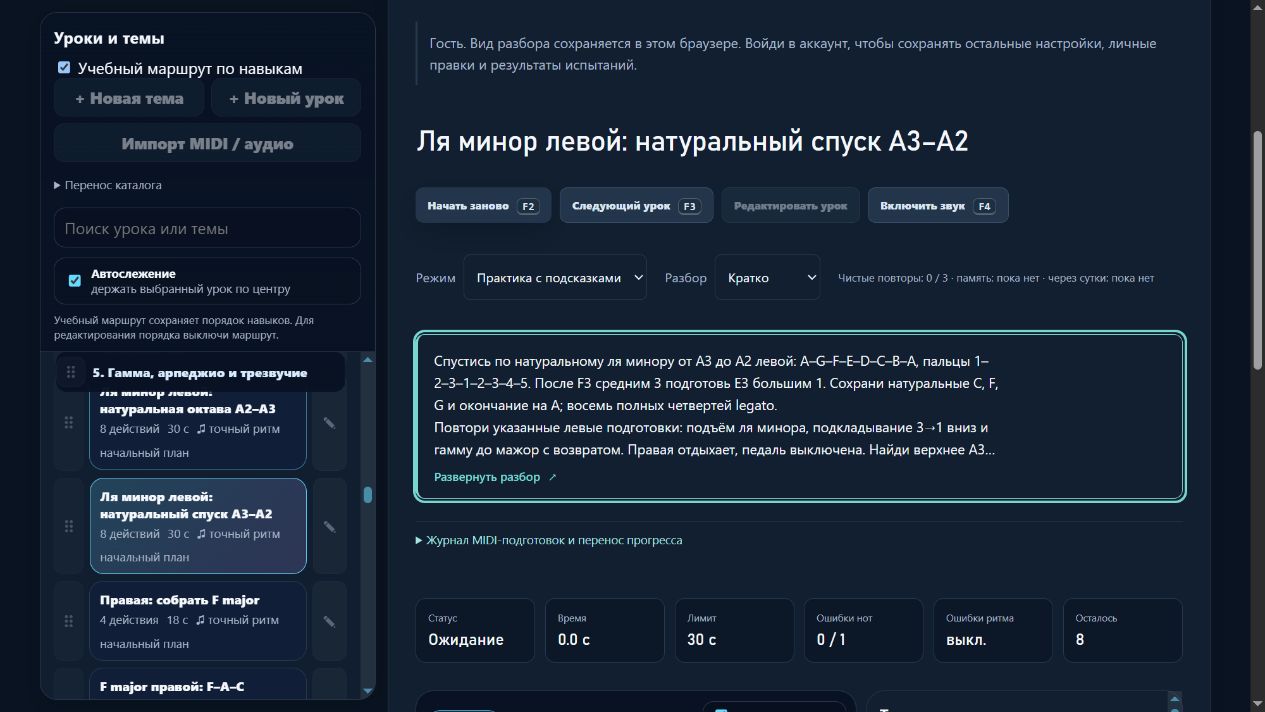 Уроки и темы
Учебный маршрут по навыкам
+ Новая тема
+ Новый урок
Импорт MIDI / аудио
Перенос каталога
Поиск урока или темы
Автослежение
держать выбранный урок по центру
Учебный маршрут сохраняет порядок навыков. Для
редактирования порядка выключи маршрут.
5. Гамма, арпеджио и трезвучие
Ля минор левой:
натуральная октава A2–A3
8 действий 30 с ♫ точный ритм
начальный план
Ля минор левой:
натуральный спуск A3–A2
8 действий 30 с ♫ точный ритм
начальный план
Правая: собрать F major
4 действия 18 с ♫ точный ритм
начальный план
F major правой: F–A–C
Гость. Вид разбора сохраняется в этом браузере. Войди в аккаунт, чтобы сохранять остальные настройки, личные
правки и результаты испытаний.
Ля минор левой: натуральный спуск A3–A2
Начать заново F2
Следующий урок F3
Редактировать урок
Включить звук F4
Режим Практика с подсказками Разбор Кратко Чистые повторы: 0 / 3 · память: пока нет · через сутки: пока нет
Спустись по натуральному ля минору от A3 до A2 левой: A–G–F–E–D–C–B–A, пальцы 1–
2–3–1–2–3–4–5. После F3 средним 3 подготовь E3 большим 1. Сохрани натуральные C, F,
G и окончание на A; восемь полных четвертей legato.
Повтори указанные левые подготовки: подъём ля минора, подкладывание 3→1 вниз и
гамму до мажор с возвратом. Правая отдыхает, педаль выключена. Найди верхнее A3...
Развернуть разбор ↗
Журнал MIDI-подготовок и перенос прогресса
Статус
Ожидание
Время
0.0 с
Лимит
30 с
Ошибки нот
0 / 1
Ошибки ритма
выкл.
Осталось
8